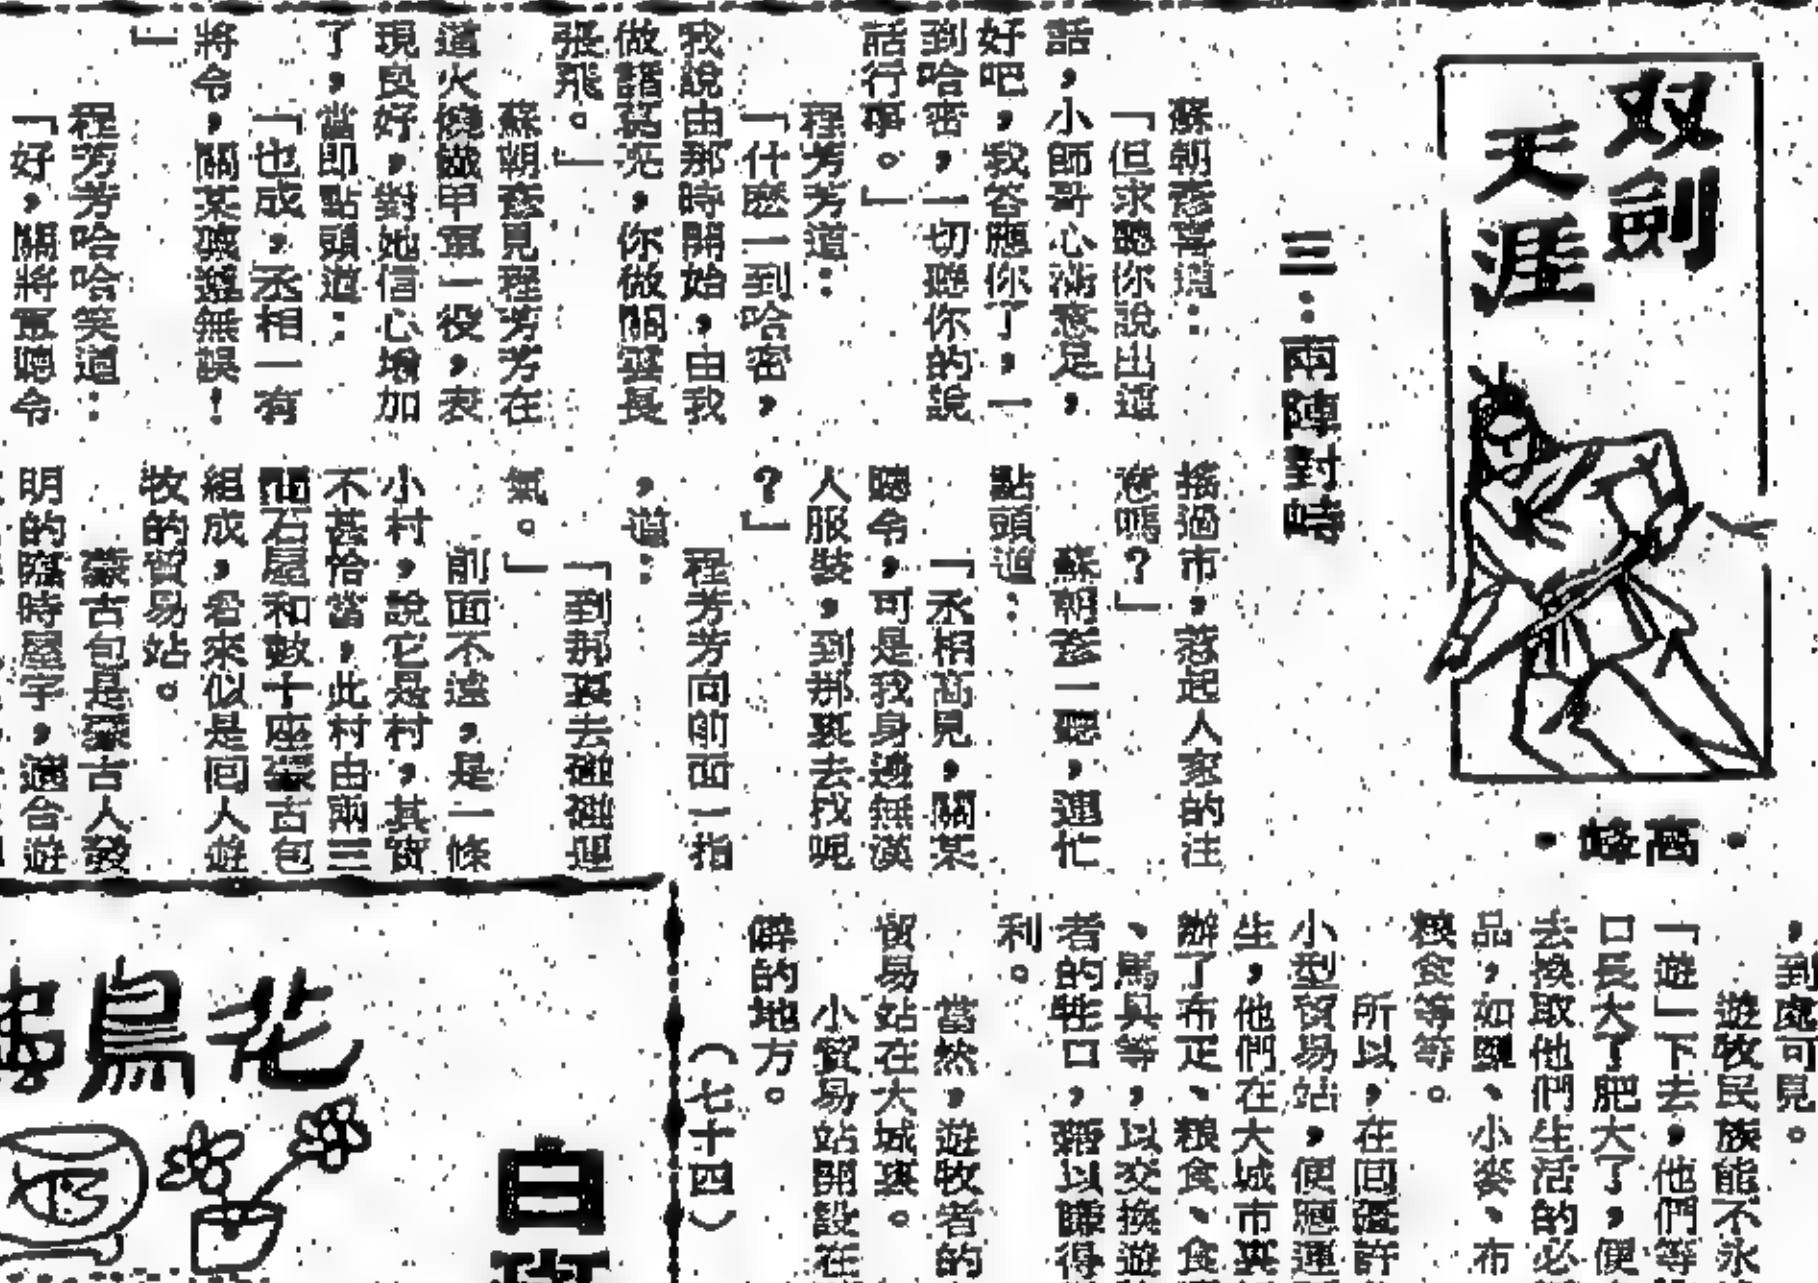 双劍
天涯
•高峰•
三：兩陣對峙
蘇朝彥喜道：
「但求聽你說出這
話，小師哥心滿意足，
好吧，我答應你了，一
到哈密，一切聽你的說
話行事。」
程芳芳道：
「什麼一到哈密，
我說由那時開始，由我
做諸葛亮，你做關雲長
張飛。」
蘇朝彥見程芳芳在
這火燒鐵甲軍一役，表
現良好，對她信心增加
了，當即點頭道：
「也成，丞相一有
將令，關某 無誤！
」
程芳芳哈哈笑道：
「好，關將軍聽令
搖過市，惹起人家的注
意嗎？」
蘇朝彥一聽，連忙
點頭道：
「丞相高見，關某
聽令，可是我身邊無漢
人服裝，到那裏去找呢
？」
程芳芳向前面一指
，道：
「到那裏去碰碰運
氣。」
前面不遠，是一條
小村，說它是村，其實
不甚恰當，此村由兩三
間石屋和數十座蒙古包
組成，看來似是回人遊
牧的貿易站。
蒙古包是蒙古人發
明的臨時屋宇，適合遊
，到處可見。
遊牧民族能不永
「遊」下去，他們等
口長大了肥大了，便
去換取他們生活的必
品，如鹽、小麥、布
粮食等等。
所以，在回疆許
小型貿易站，便應運
生，他們在大城市裏
辦了布疋、粮食、食
、馬具等，以交換遊
者的牲口，藉以賺得
利。
當然，遊牧者的
貿易站在大城裏。
小貿易站開設在
僻的地方。
（七十四）
花鳥
白